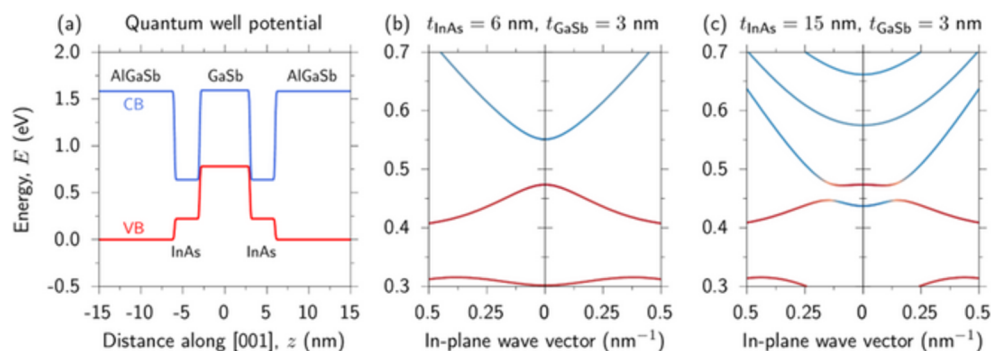 (a) Quantum well potential
2.0
1.5
1.0
0.5
0.0
-0.5
Energy, E (eV)
AlGaSb GaSb AlGaSb
CB
VB
InAs InAs
-15 -10 -5 0 5 10 15
Distance along [001], z (nm)
(b) t_InAs = 6 nm, t_GaSb = 3 nm
0.7
0.6
0.5
0.4
0.3
0.5 0.25 0 0.25 0.5
In-plane wave vector (nm⁻¹)
(c) t_InAs = 15 nm, t_GaSb = 3 nm
0.7
0.6
0.5
0.4
0.3
0.5 0.25 0 0.25 0.5
In-plane wave vector (nm⁻¹)